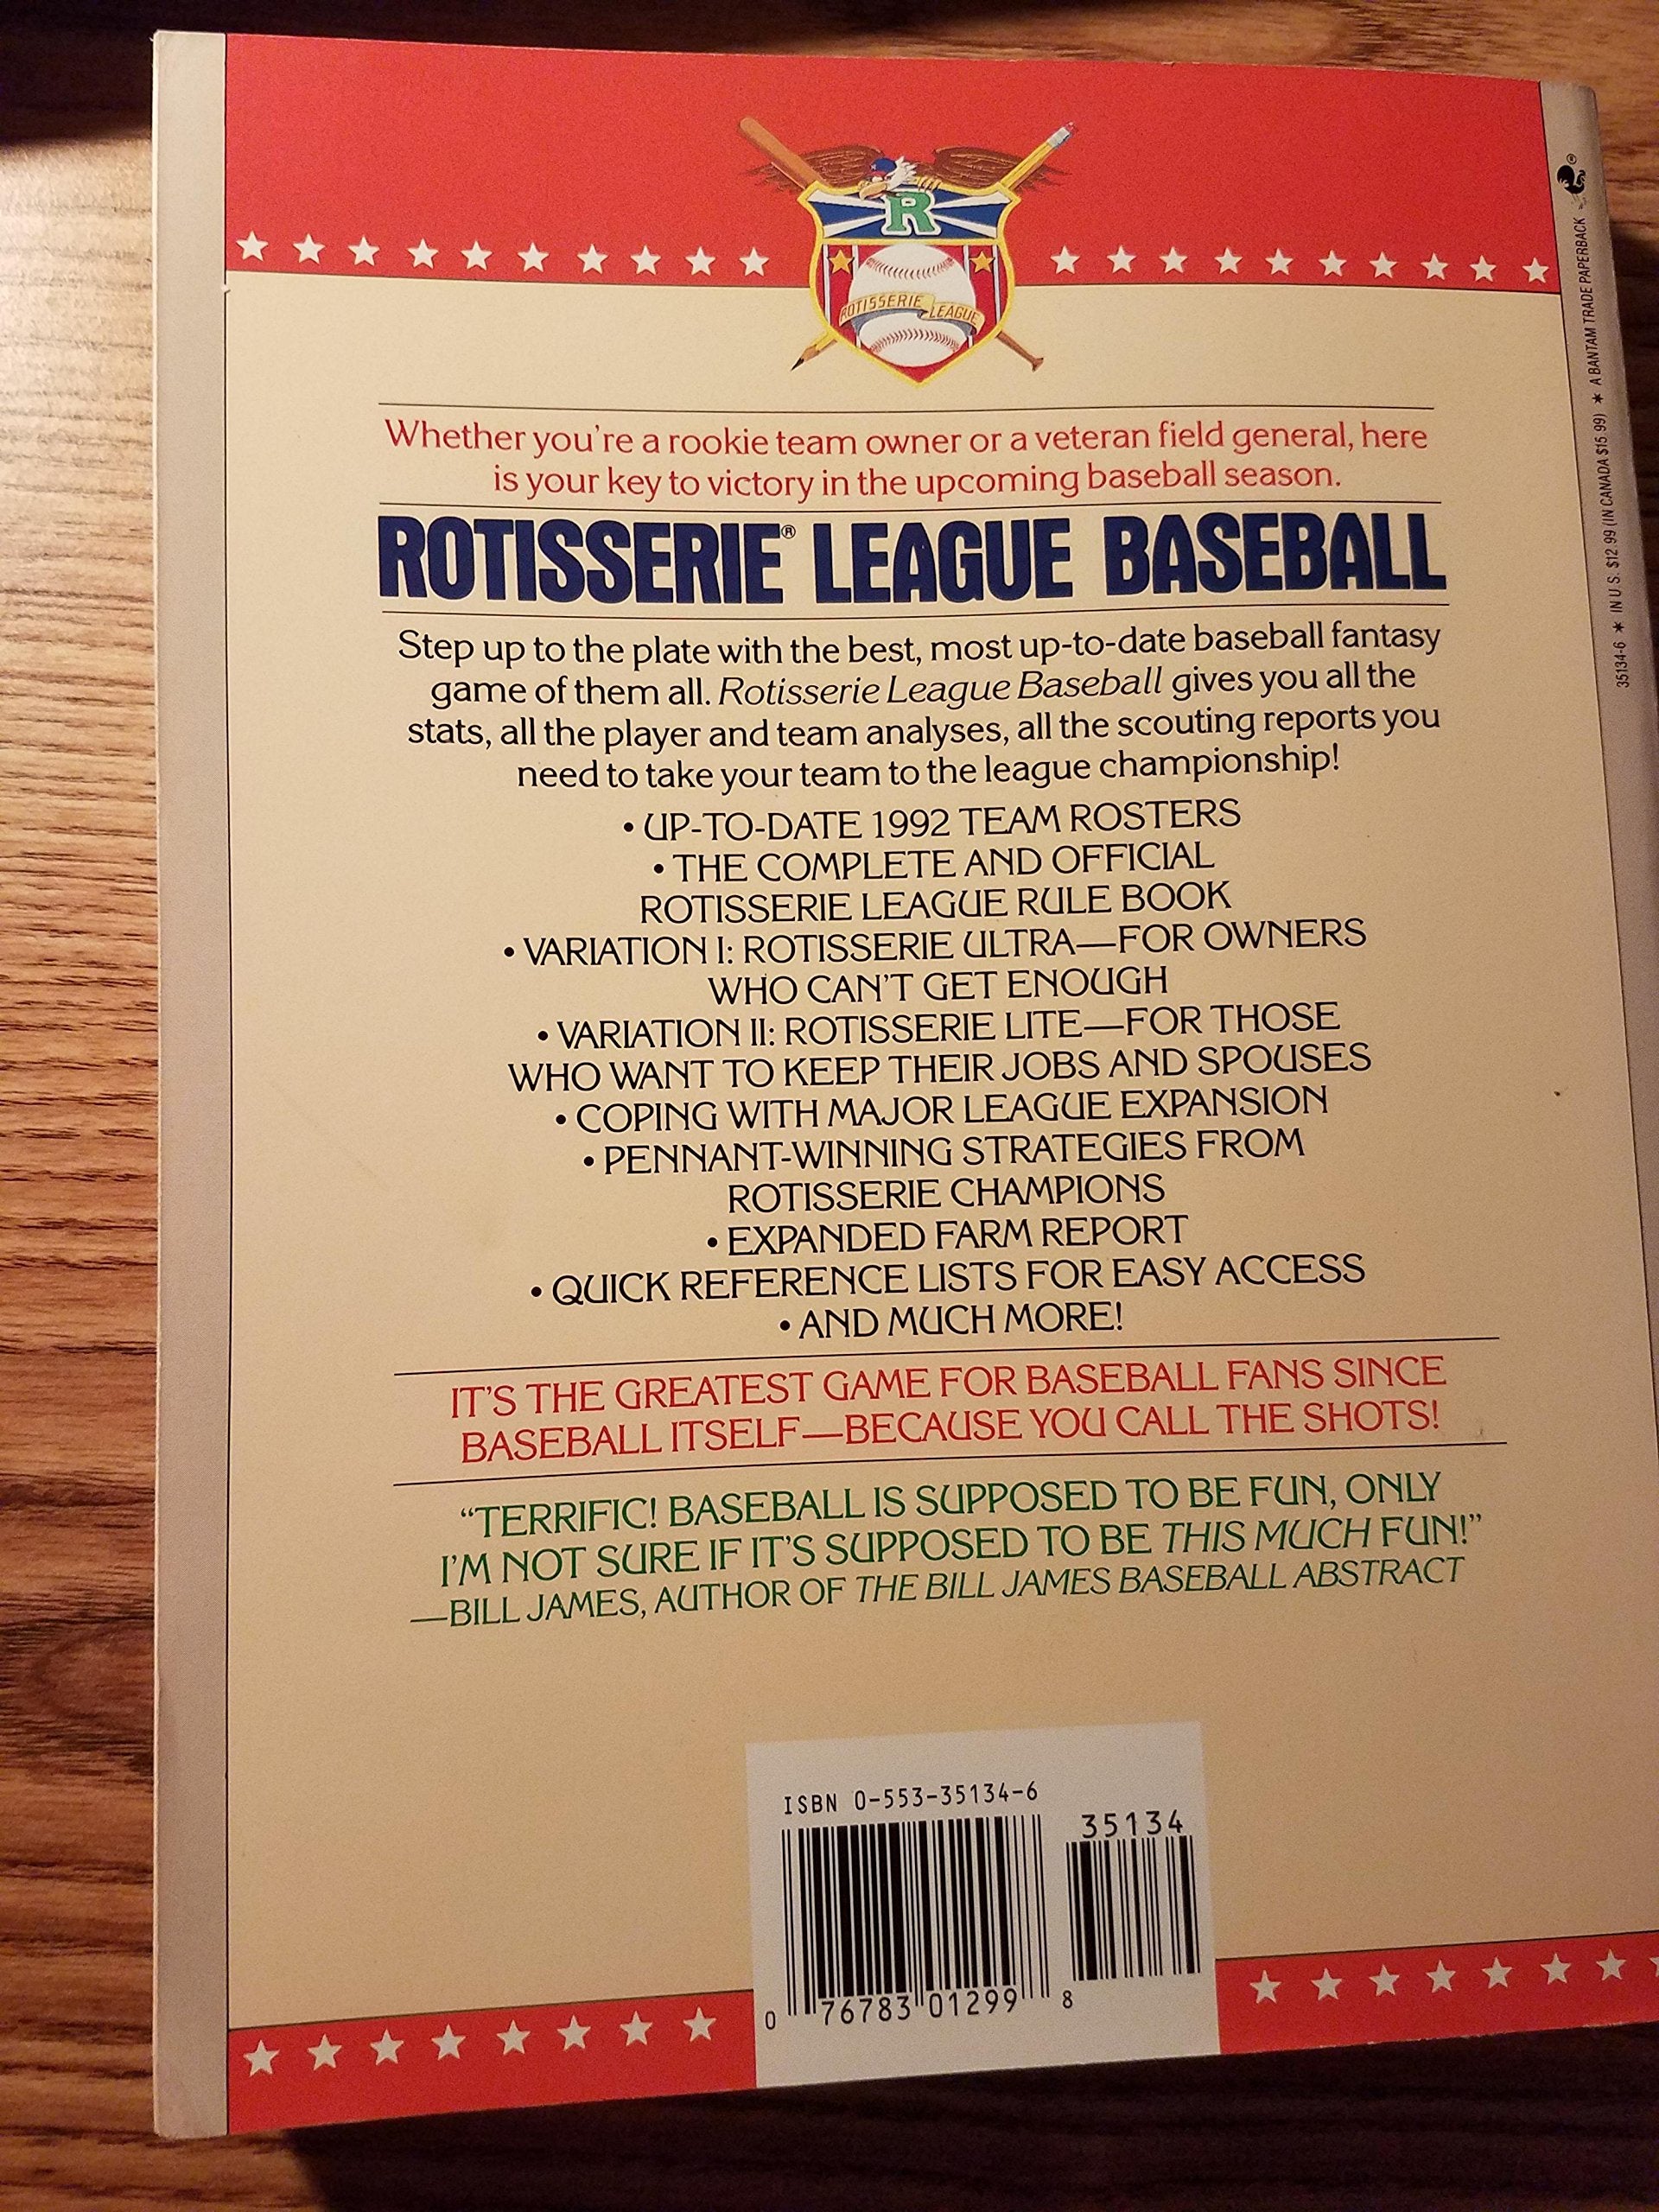 R
ROTISSERIE LEAGUE
Whether you're a rookie team owner or a veteran field general, here
is your key to victory in the upcoming baseball season.
ROTISSERIE® LEAGUE BASEBALL
Step up to the plate with the best, most up-to-date baseball fantasy
game of them all. Rotisserie League Baseball gives you all the
stats, all the player and team analyses, all the scouting reports you
need to take your team to the league championship!
• UP-TO-DATE 1992 TEAM ROSTERS
• THE COMPLETE AND OFFICIAL
ROTISSERIE LEAGUE RULE BOOK
• VARIATION I: ROTISSERIE ULTRA—FOR OWNERS
WHO CAN'T GET ENOUGH
• VARIATION II: ROTISSERIE LITE—FOR THOSE
WHO WANT TO KEEP THEIR JOBS AND SPOUSES
• COPING WITH MAJOR LEAGUE EXPANSION
• PENNANT-WINNING STRATEGIES FROM
ROTISSERIE CHAMPIONS
• EXPANDED FARM REPORT
• QUICK REFERENCE LISTS FOR EASY ACCESS
• AND MUCH MORE!
IT'S THE GREATEST GAME FOR BASEBALL FANS SINCE
BASEBALL ITSELF—BECAUSE YOU CALL THE SHOTS!
"TERRIFIC! BASEBALL IS SUPPOSED TO BE FUN, ONLY
I'M NOT SURE IF IT'S SUPPOSED TO BE THIS MUCH FUN!"
—BILL JAMES, AUTHOR OF THE BILL JAMES BASEBALL ABSTRACT
ISBN 0-553-35134-6
35134
0 76783 01299 8
35134-6 ★ IN U.S. $12.99 (IN CANADA $15.99) ★ A BANTAM TRADE PAPERBACK ®